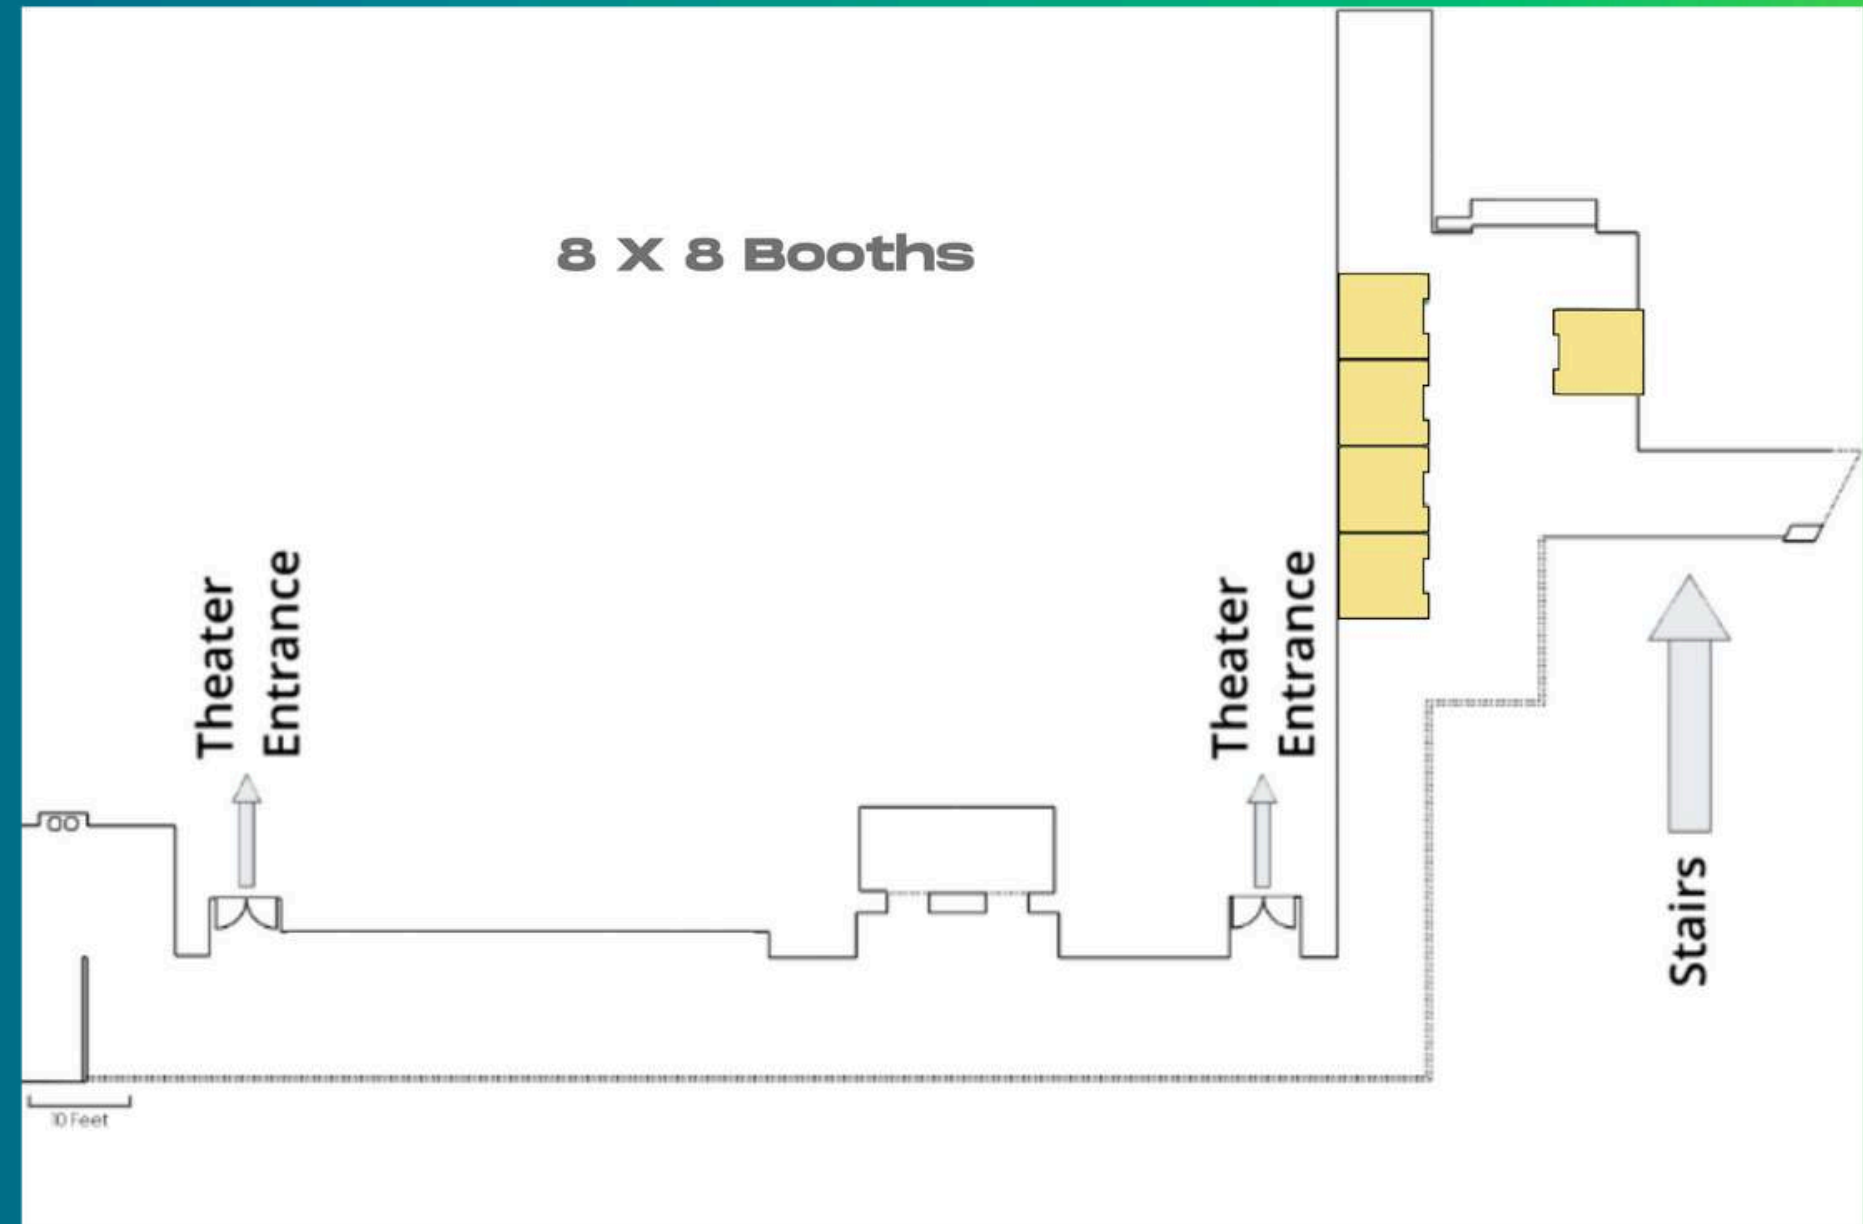 8 X 8 Booths
Theater
Entrance
Theater
Entrance
Stairs
10 Feet